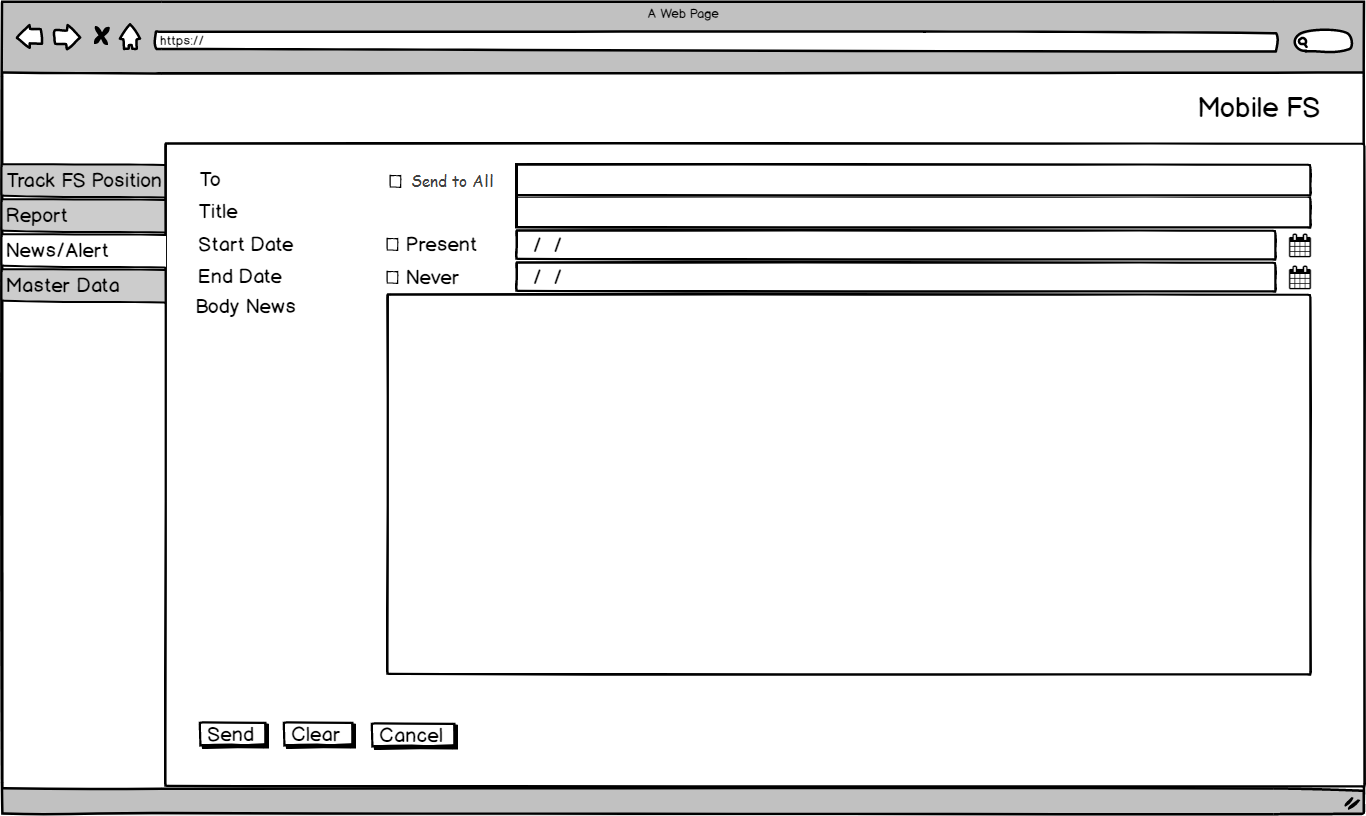 A Web Page
https://
Mobile FS
Track FS Position
Report
News/Alert
Master Data
To
Send to All
Title
Start Date
Present
/ /
End Date
Never
/ /
Body News
Send
Clear
Cancel